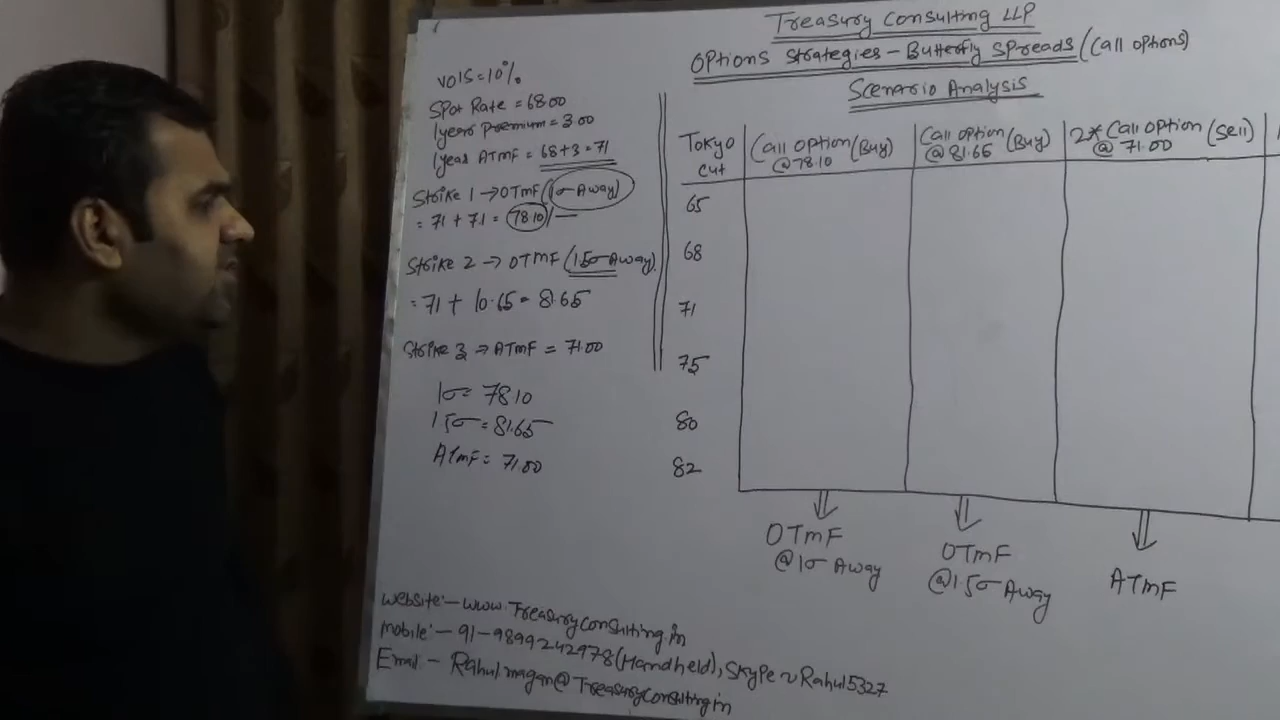 Treasury Consulting LLP
Options Strategies - Butterfly Spreads (Call Options)
Scenario Analysis
Vols = 10%
Spot Rate = 68.00
1year Premium = 3.00
1year ATMF = 68+3 = 71
Strike 1 → OTMF (1σ Away)
= 71 + 7.1 = 78.10/-
Strike 2 → OTMF (1.5σ Away)
= 71 + 10.65 = 81.65
Strike 3 → ATMF = 71.00
1σ = 78.10
1.5σ = 81.65
ATMF = 71.00
Tokyo cut
Call Option (Buy) @ 78.10
Call Option (Buy) @ 81.65
2* Call Option (Sell) @ 71.00
65
68
71
75
80
82
OTMF
@ 1σ Away
OTMF
@ 1.5σ Away
ATMF
Website:- www.Treasuryconsulting.in
Mobile:- 91-9899242978 (Handheld), Skype ~ Rahul5327
Email - Rahul.magan@Treasuryconsulting.in